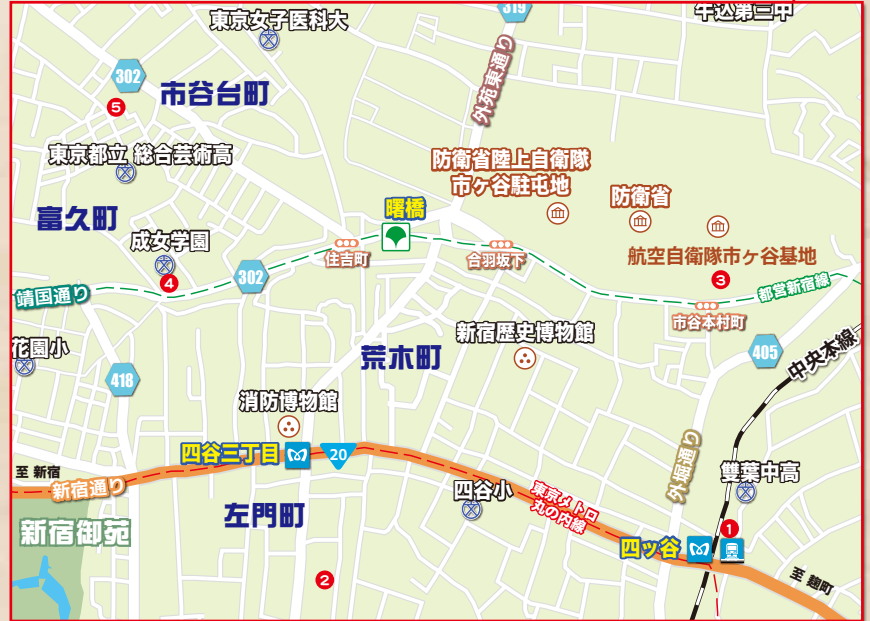 319
牛込第三中
東京女子医科大
外苑東通り
302
市谷台町
5
東京都立 総合芸術高
防衛省陸上自衛隊
市ヶ谷駐屯地
防衛省
富久町
曙橋
成女学園
住吉町
合羽坂下
航空自衛隊市ヶ谷基地
4
302
3
都営新宿線
靖国通り
市谷本村町
花園小
新宿歴史博物館
荒木町
405
中央本線
418
消防博物館
四谷三丁目
20
外堀通り
至 新宿
新宿通り
四谷小
東京メトロ
丸の内線
雙葉中高
左門町
新宿御苑
四ッ谷
1
2
至 麹町